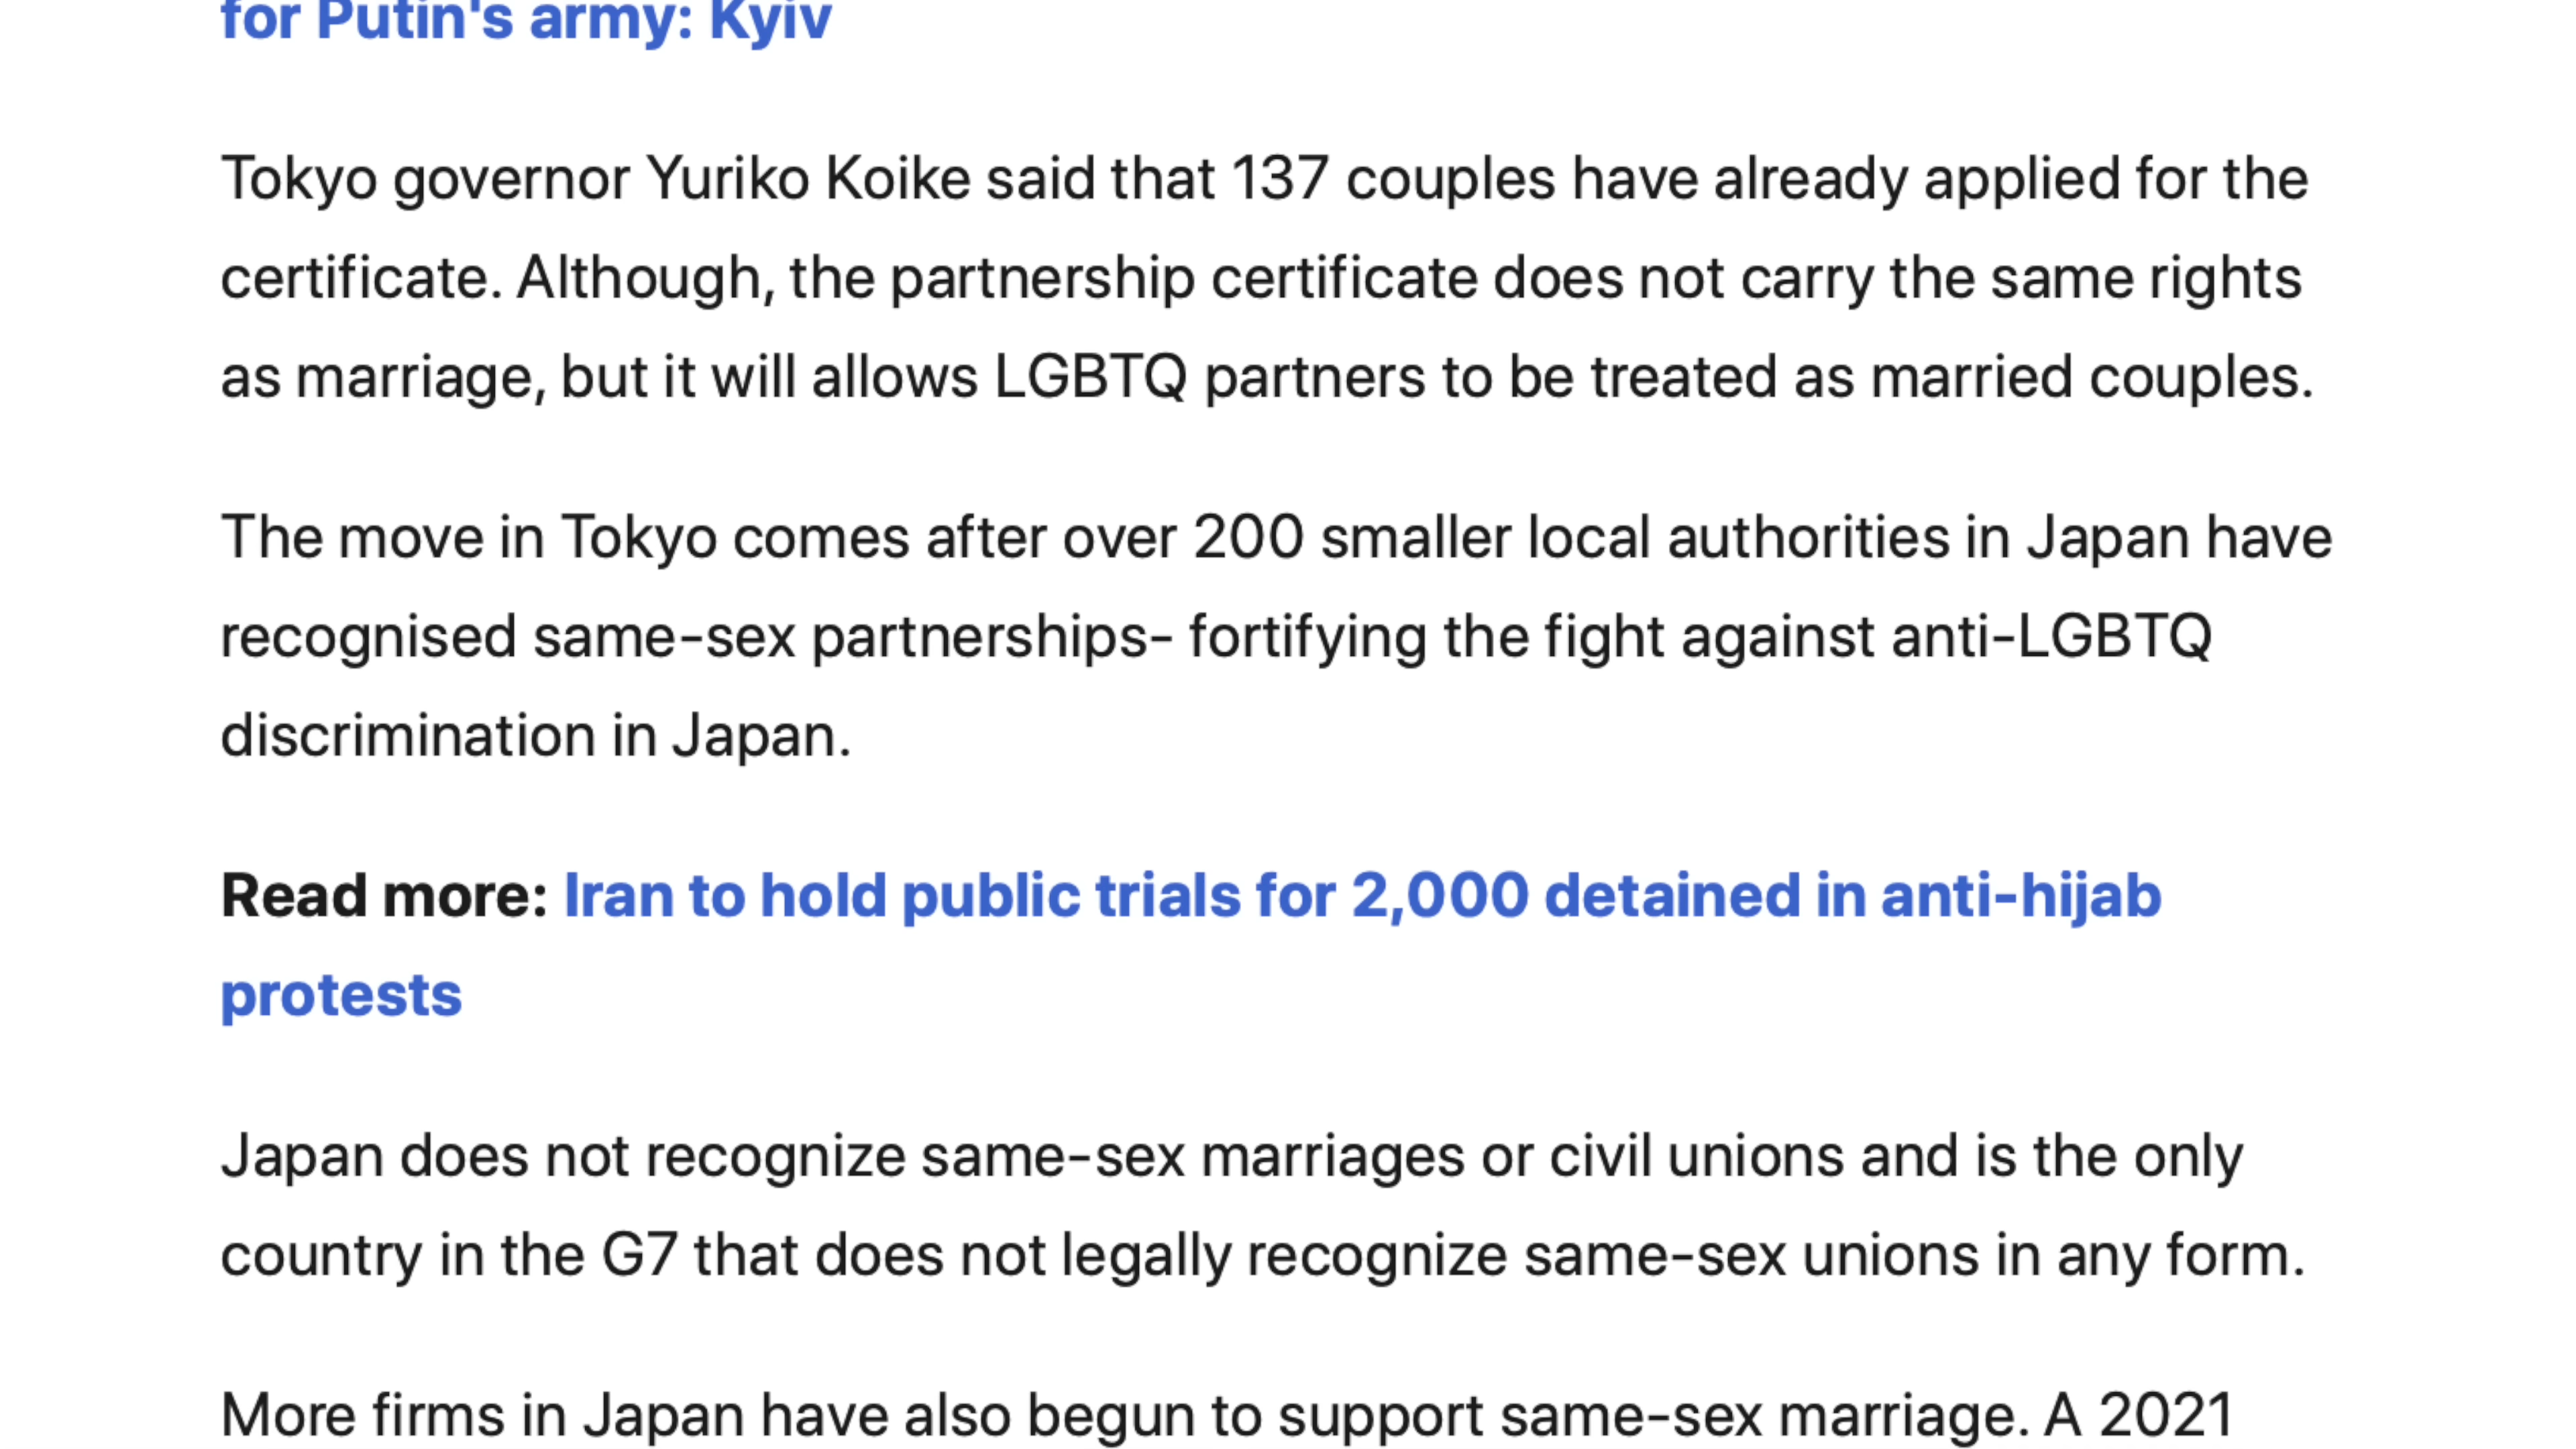 for Putin's army: Kyiv
Tokyo governor Yuriko Koike said that 137 couples have already applied for the
certificate. Although, the partnership certificate does not carry the same rights
as marriage, but it will allows LGBTQ partners to be treated as married couples.
The move in Tokyo comes after over 200 smaller local authorities in Japan have
recognised same-sex partnerships- fortifying the fight against anti-LGBTQ
discrimination in Japan.
Read more: Iran to hold public trials for 2,000 detained in anti-hijab
protests
Japan does not recognize same-sex marriages or civil unions and is the only
country in the G7 that does not legally recognize same-sex unions in any form.
More firms in Japan have also begun to support same-sex marriage. A 2021